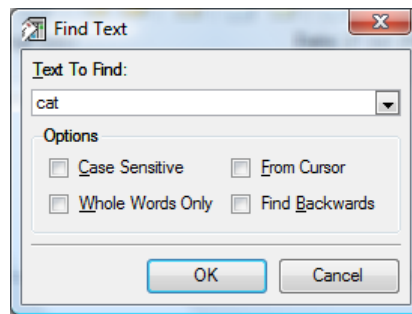 Find Text
Text To Find:
cat
Options
Case Sensitive From Cursor
Whole Words Only Find Backwards
OK Cancel